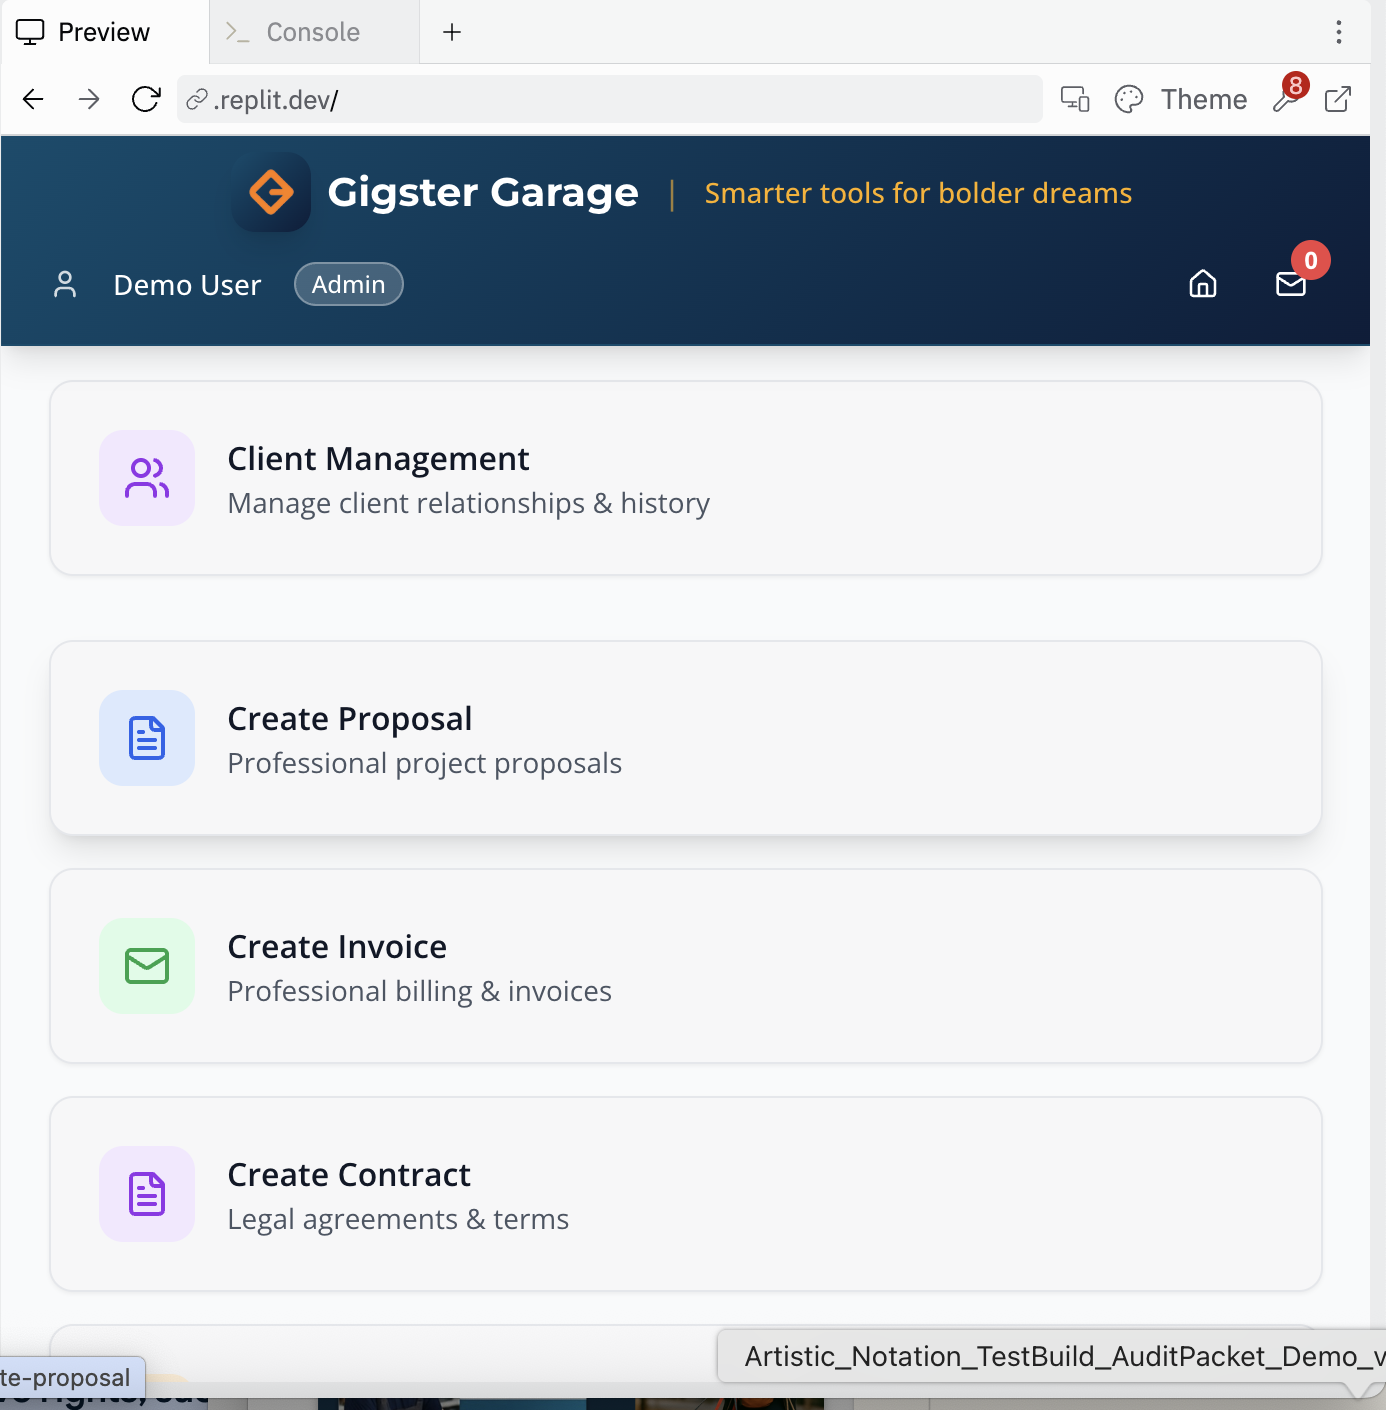 Preview
Console
.replit.dev/
Theme
8
Gigster Garage | Smarter tools for bolder dreams
Demo User
Admin
0
Client Management
Manage client relationships & history
Create Proposal
Professional project proposals
Create Invoice
Professional billing & invoices
Create Contract
Legal agreements & terms
Artistic_Notation_TestBuild_AuditPacket_Demo_v
te-proposal